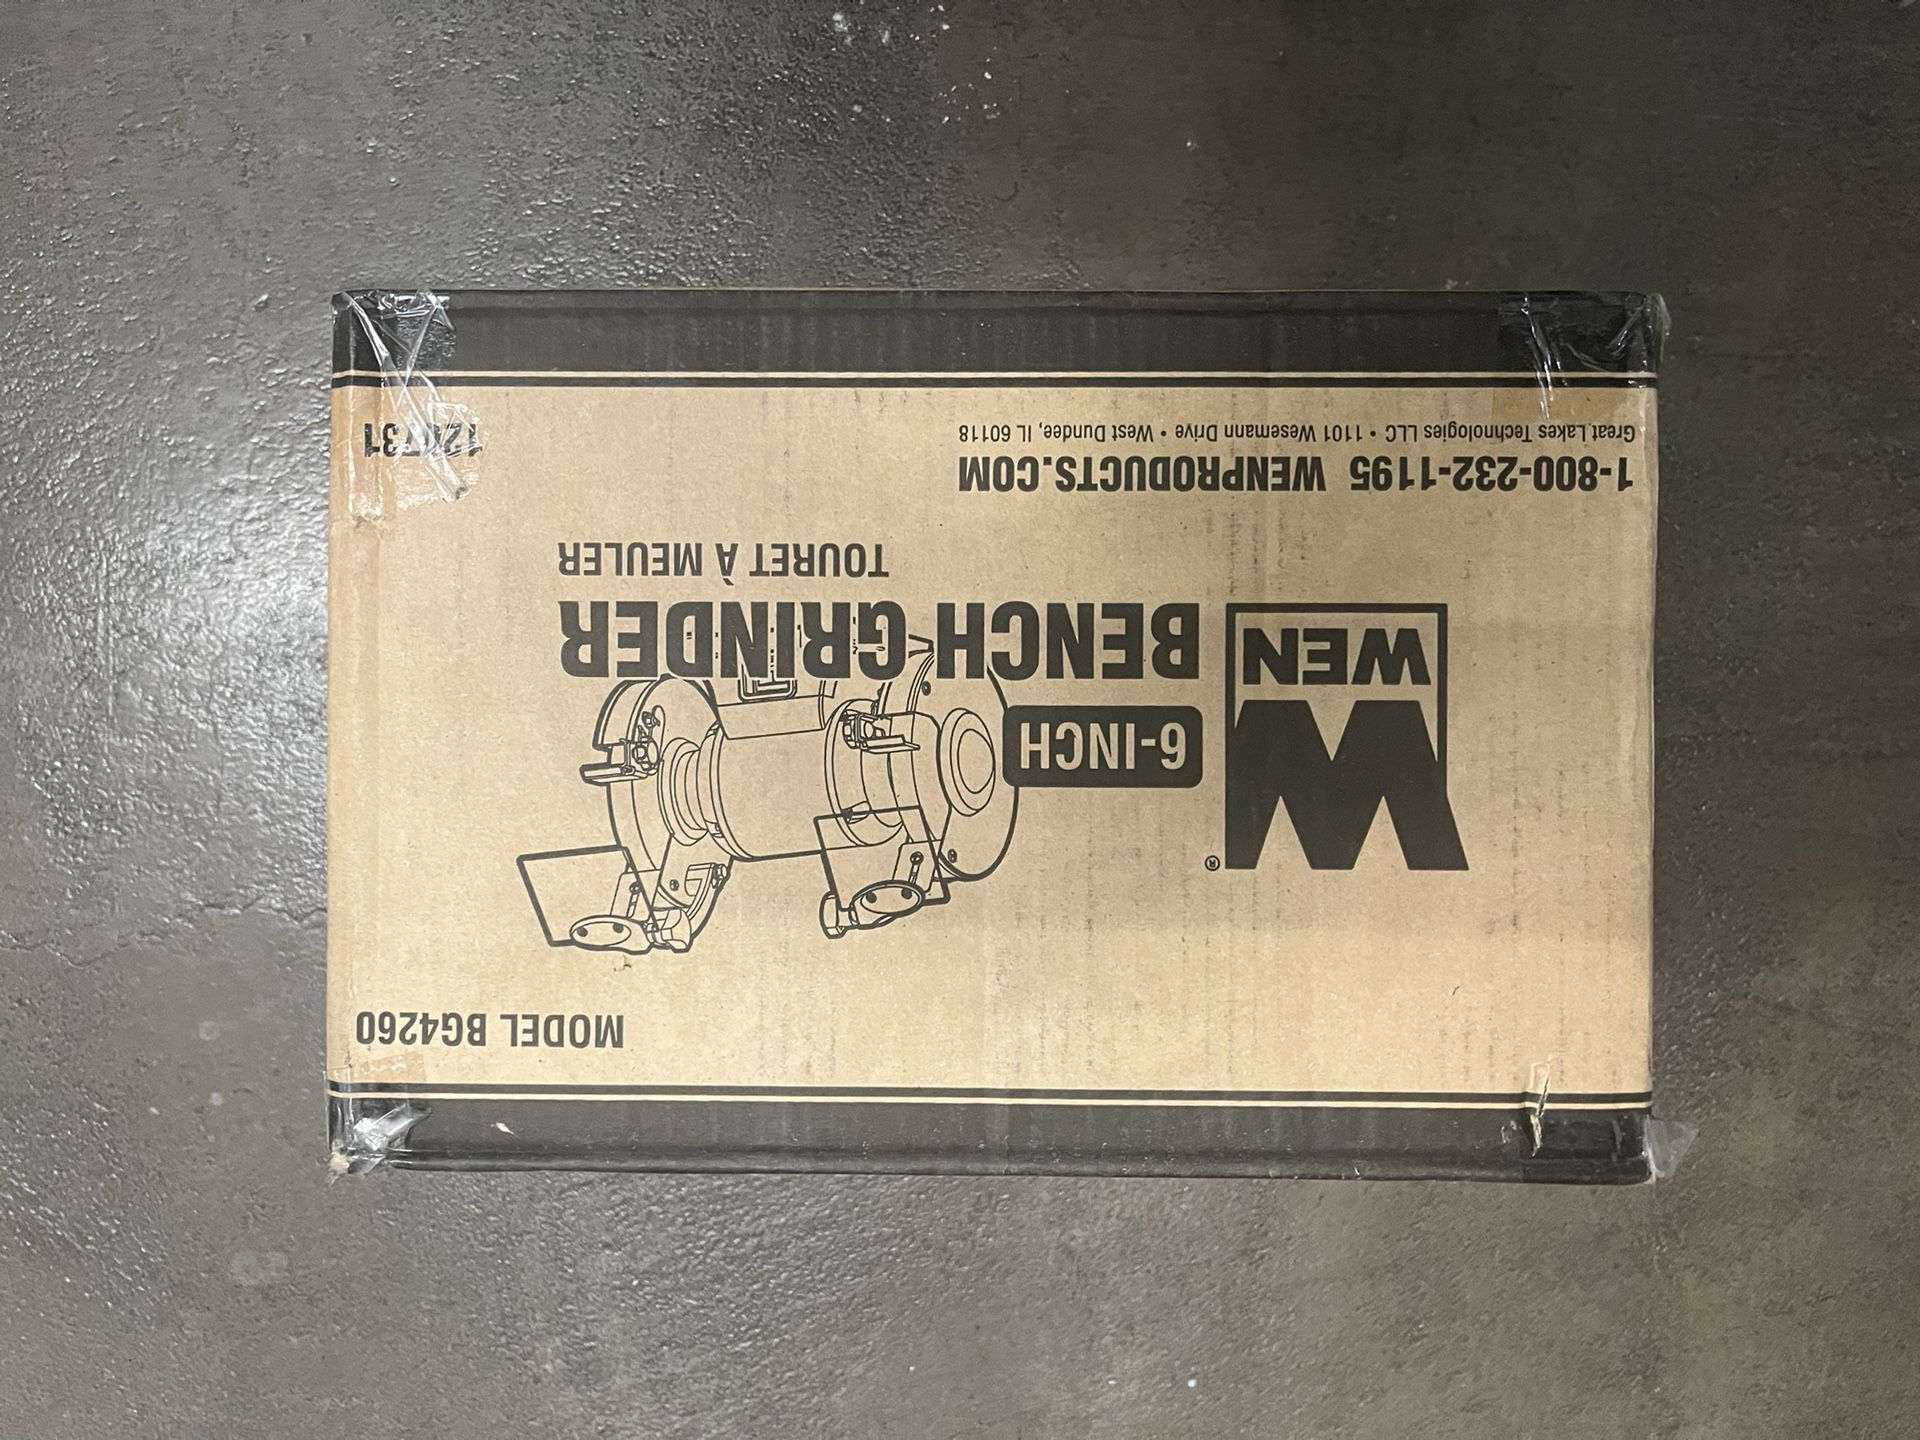 MODEL BG4260
WEN
®
6-INCH
BENCH GRINDER
TOURET À MEULER
1-800-232-1195 WENPRODUCTS.COM
Great Lakes Technologies LLC • 1101 Wesemann Drive • West Dundee, IL 60118